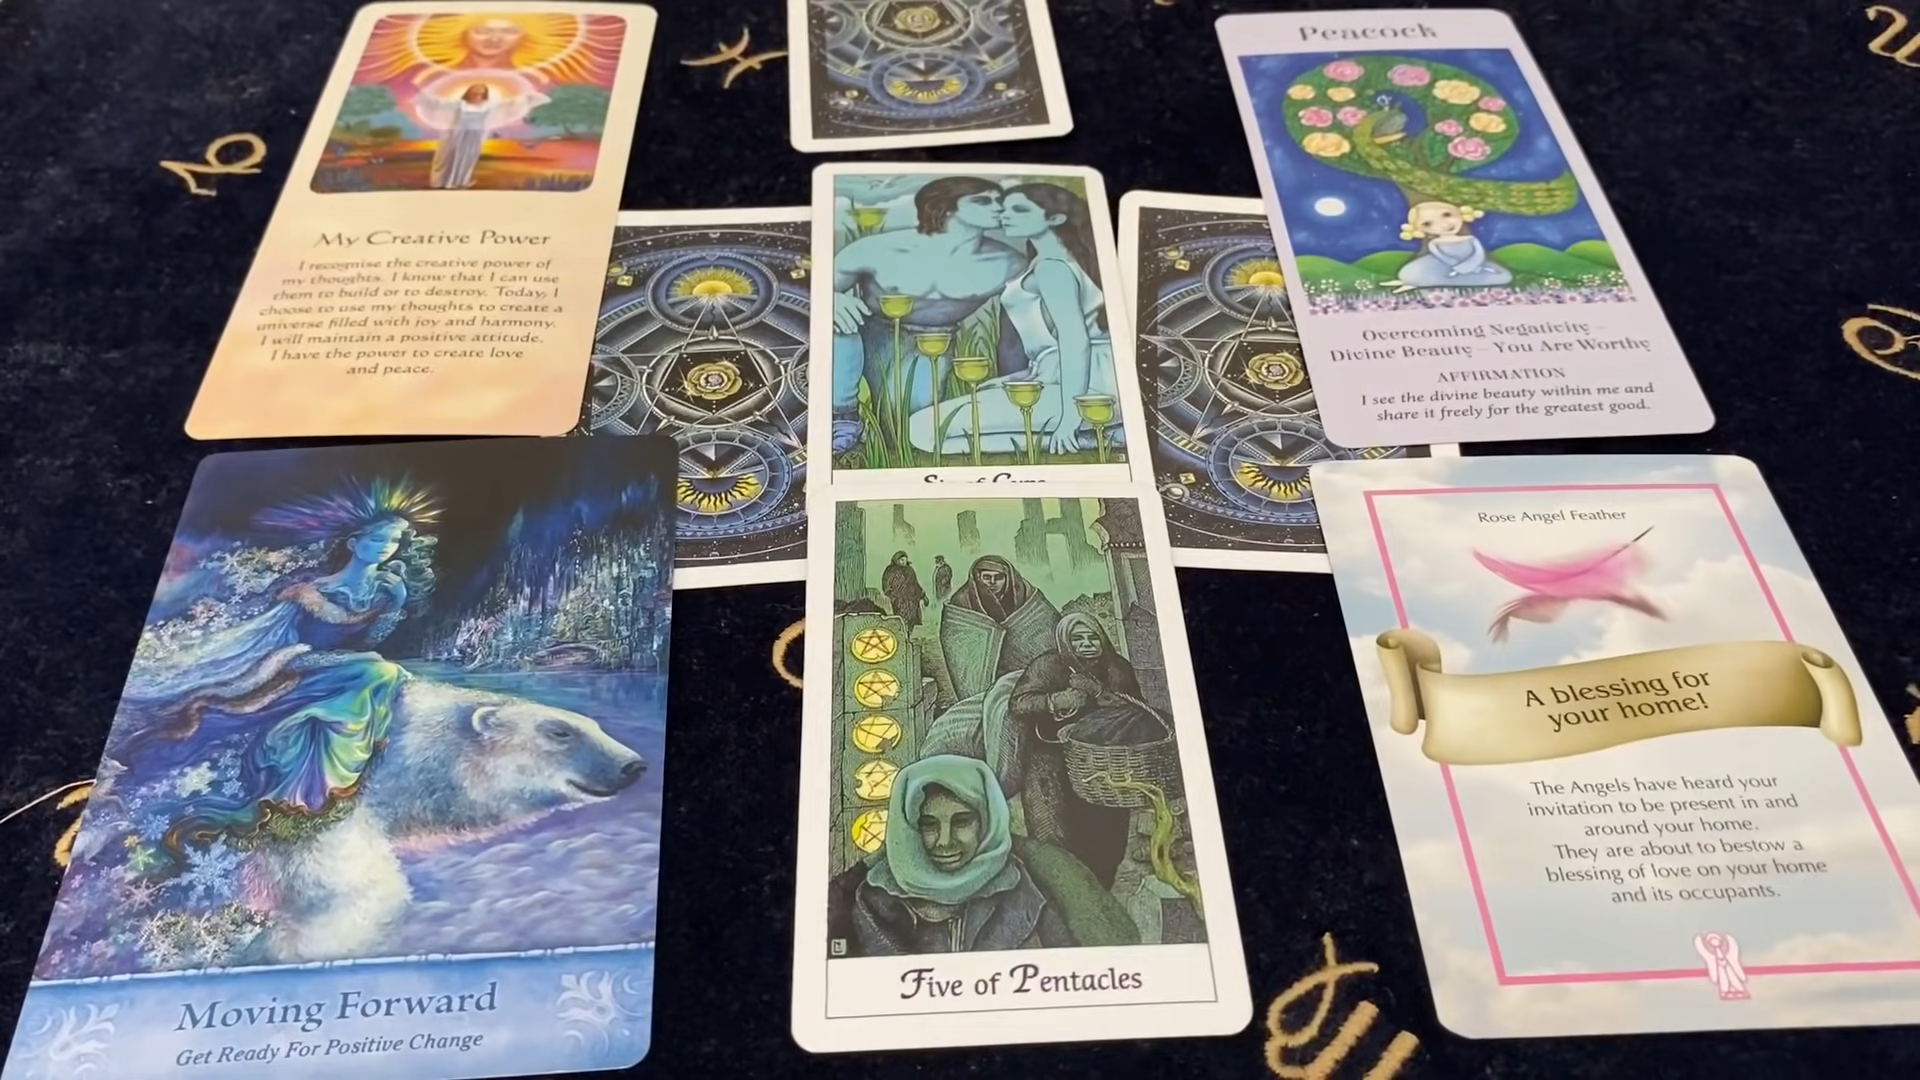 My Creative Power
I recognise the creative power of
my thoughts. I know that I can use
them to build or to destroy. Today, I
choose to use my thoughts to create a
universe filled with joy and harmony.
I will maintain a positive attitude.
I have the power to create love
and peace.
Peacock
Overcoming Negativity –
Divine Beauty – You Are Worthy
AFFIRMATION
I see the divine beauty within me and
share it freely for the greatest good.
Six of Cups
Moving Forward
Get Ready For Positive Change
Five of Pentacles
Rose Angel Feather
A blessing for
your home!
The Angels have heard your
invitation to be present in and
around your home.
They are about to bestow a
blessing of love on your home
and its occupants.